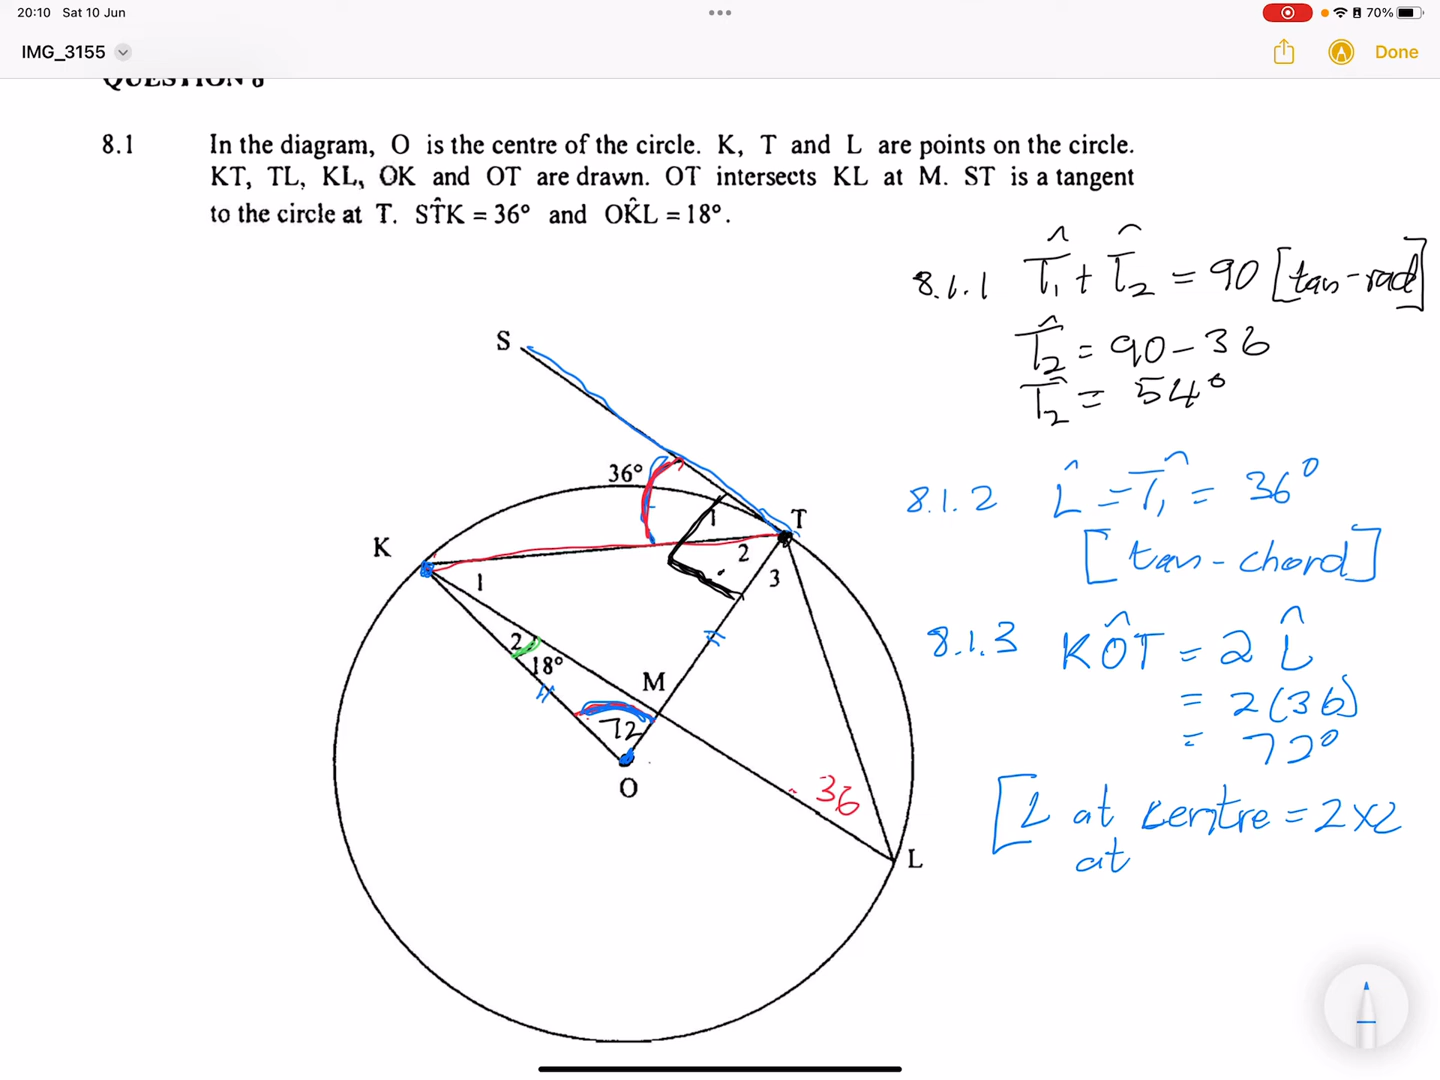 20:10 Sat 10 Jun
70%
IMG_3155
Done
QUESTION 8
8.1 In the diagram, O is the centre of the circle. K, T and L are points on the circle.
KT, TL, KL, OK and OT are drawn. OT intersects KL at M. ST is a tangent
to the circle at T. ST̂K = 36° and OK̂L = 18°.
8.1.1 T̂₁ + T̂₂ = 90 [tan-rad]
T̂₂ = 90 - 36
T̂₂ = 54°
8.1.2 L̂ = T̂₁ = 36°
[tan-chord]
8.1.3 KÔT = 2 L̂
= 2(36)
= 72°
[∠ at centre = 2×∠
at
S
36°
1
T
K
2
1
3
2
18°
M
72
O
36
L